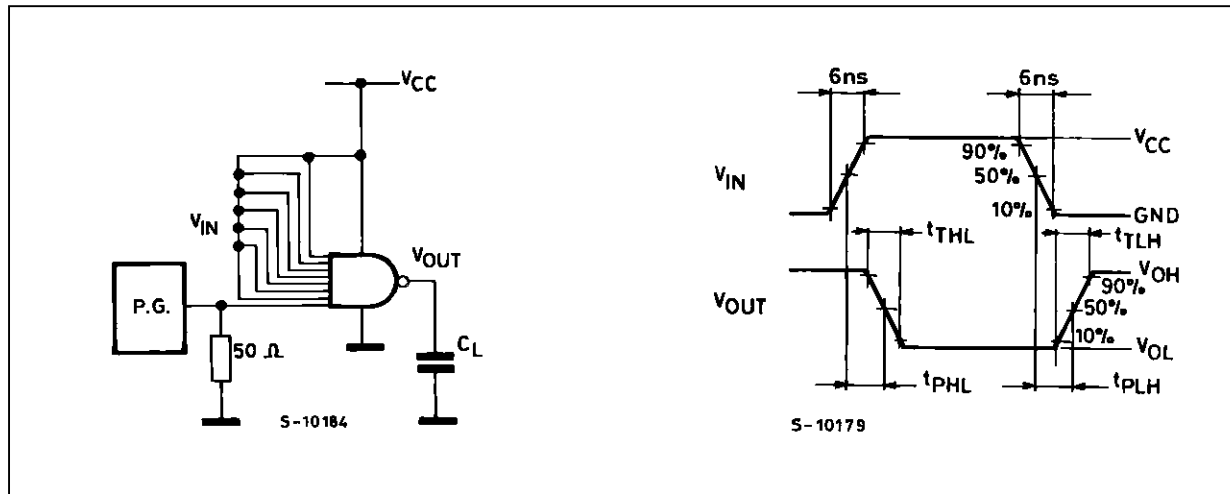 VCC
VIN
VOUT
P.G.
50 Ω
CL
S-10184
6ns
6ns
VCC
90%
50%
10%
VIN
GND
tTHL
tTLH
VOH
90%
50%
10%
VOUT
VOL
tPHL
tPLH
S-10179